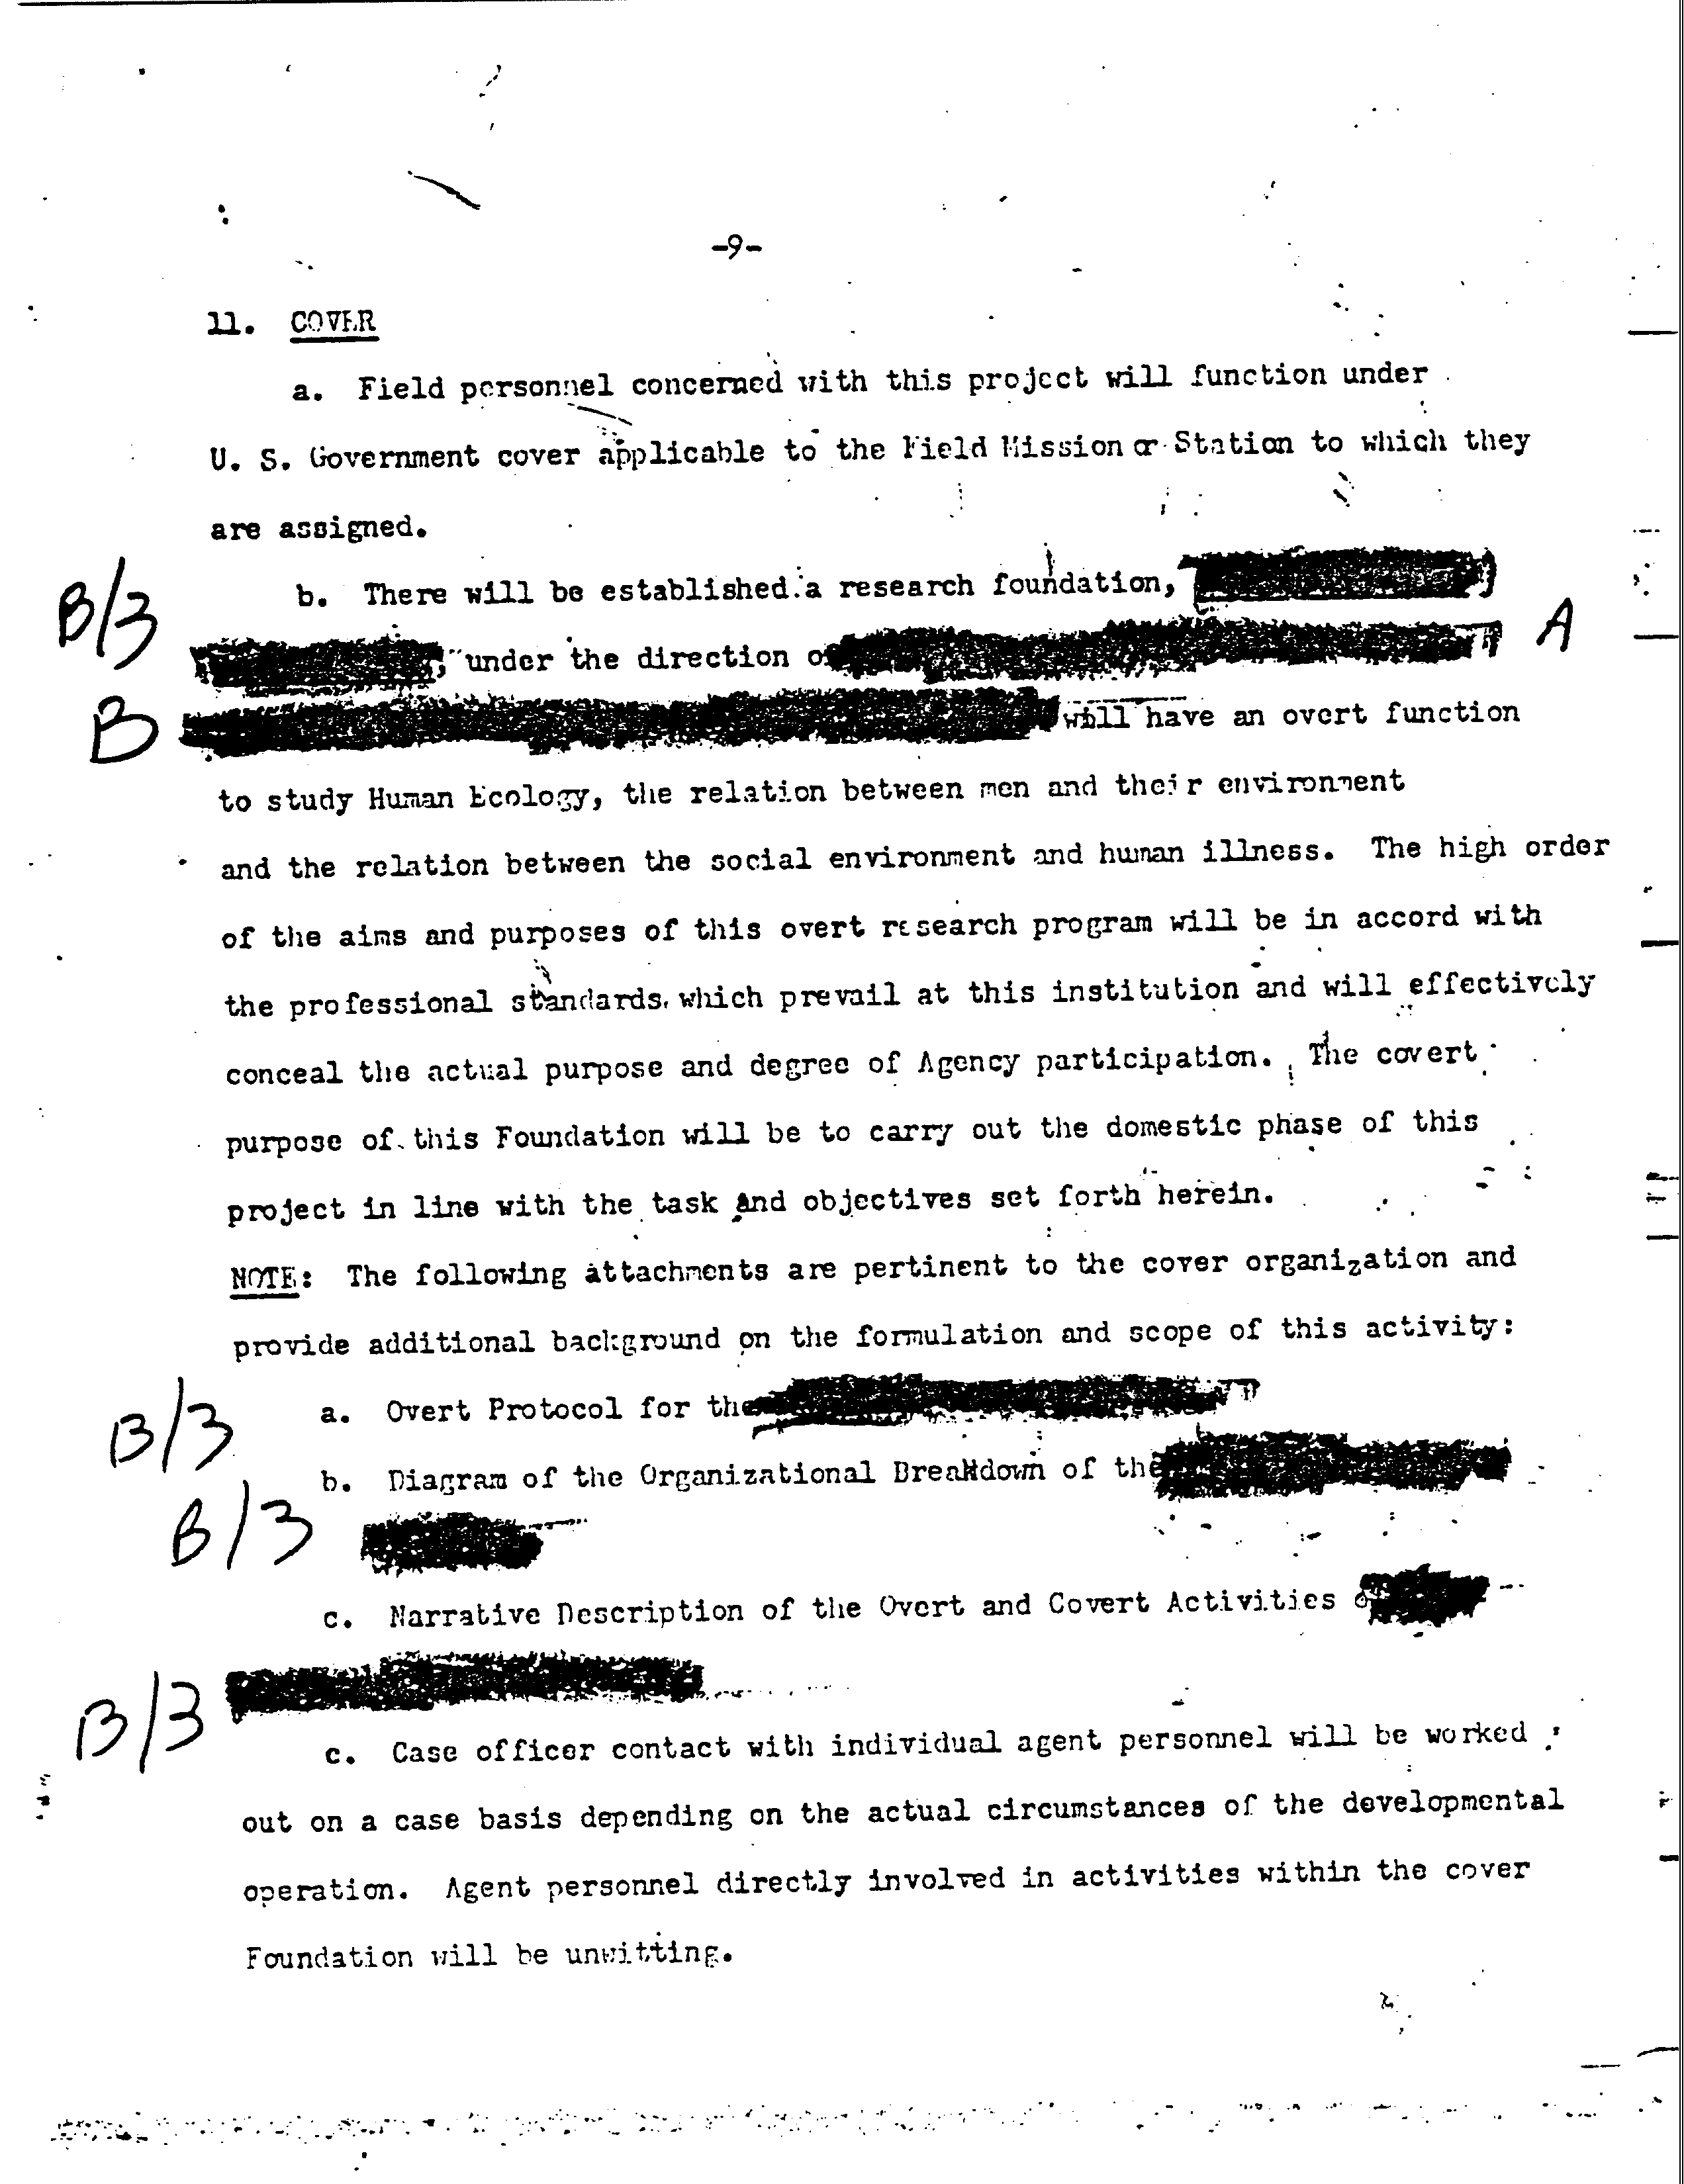 -9-
11. COVER
a. Field personnel concerned with this project will function under
U. S. Government cover applicable to the Field Mission or Station to which they
are assigned.
B/3 b. There will be established a research foundation,
under the direction of A
B will have an overt function
to study Human Ecology, the relation between men and their environment
and the relation between the social environment and human illness. The high order
of the aims and purposes of this overt research program will be in accord with
the professional standards which prevail at this institution and will effectively
conceal the actual purpose and degree of Agency participation. The covert
purpose of this Foundation will be to carry out the domestic phase of this
project in line with the task and objectives set forth herein.
NOTE: The following attachments are pertinent to the cover organization and
provide additional background on the formulation and scope of this activity:
B/3 a. Overt Protocol for the
b. Diagram of the Organizational Breakdown of the
B/3
c. Narrative Description of the Overt and Covert Activities
B/3
c. Case officer contact with individual agent personnel will be worked
out on a case basis depending on the actual circumstances of the developmental
operation. Agent personnel directly involved in activities within the cover
Foundation will be unwitting.